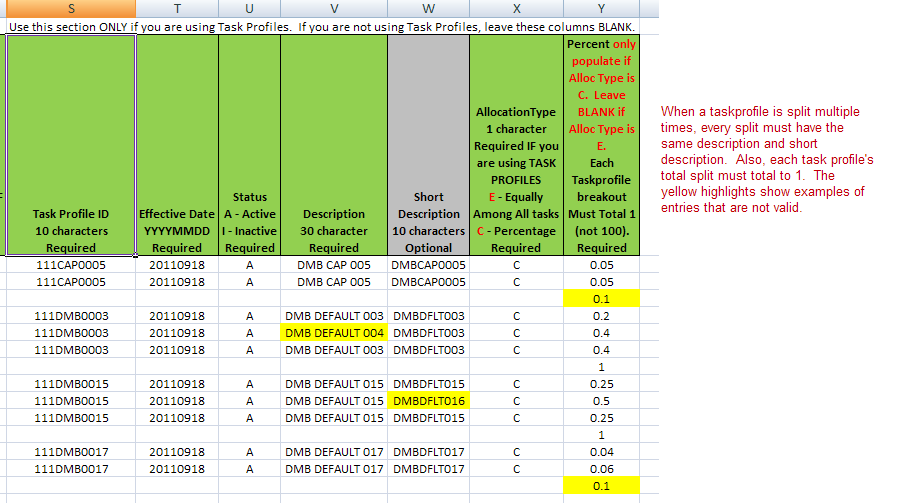 S T U V W X Y
Use this section ONLY if you are using Task Profiles. If you are not using Task Profiles, leave these columns BLANK.
Task Profile ID
10 characters
Required
Effective Date
YYYYMMDD
Required
Status
A - Active
I - Inactive
Required
Description
30 character
Required
Short
Description
10 characters
Optional
AllocationType
1 character
Required IF you
are using TASK
PROFILES
E - Equally
Among All tasks
C - Percentage
Required
Percent only
populate if
Alloc Type is
C. Leave
BLANK if
Alloc Type is
E.
Each
Taskprofile
breakout
Must Total 1
(not 100).
Required
When a taskprofile is split multiple
times, every split must have the
same description and short
description. Also, each task profile's
total split must total to 1. The
yellow highlights show examples of
entries that are not valid.
111CAP0005 20110918 A DMB CAP 005 DMBCAP0005 C 0.05
111CAP0005 20110918 A DMB CAP 005 DMBCAP0005 C 0.05
0.1
111DMB0003 20110918 A DMB DEFAULT 003 DMBDFLT003 C 0.2
111DMB0003 20110918 A DMB DEFAULT 004 DMBDFLT003 C 0.4
111DMB0003 20110918 A DMB DEFAULT 003 DMBDFLT003 C 0.4
1
111DMB0015 20110918 A DMB DEFAULT 015 DMBDFLT015 C 0.25
111DMB0015 20110918 A DMB DEFAULT 015 DMBDFLT016 C 0.5
111DMB0015 20110918 A DMB DEFAULT 015 DMBDFLT015 C 0.25
1
111DMB0017 20110918 A DMB DEFAULT 017 DMBDFLT017 C 0.04
111DMB0017 20110918 A DMB DEFAULT 017 DMBDFLT017 C 0.06
0.1